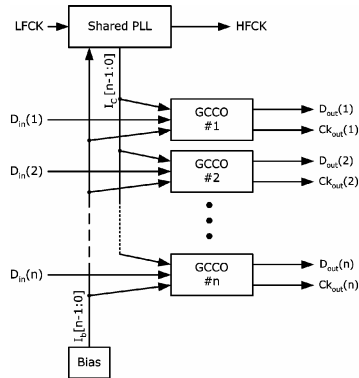 LFCK
Shared PLL
HFCK
I_c[n-1:0]
D_in(1)
GCCO
#1
D_out(1)
Ck_out(1)
D_in(2)
GCCO
#2
D_out(2)
Ck_out(2)
D_in(n)
GCCO
#n
D_out(n)
Ck_out(n)
I_b[n-1:0]
Bias